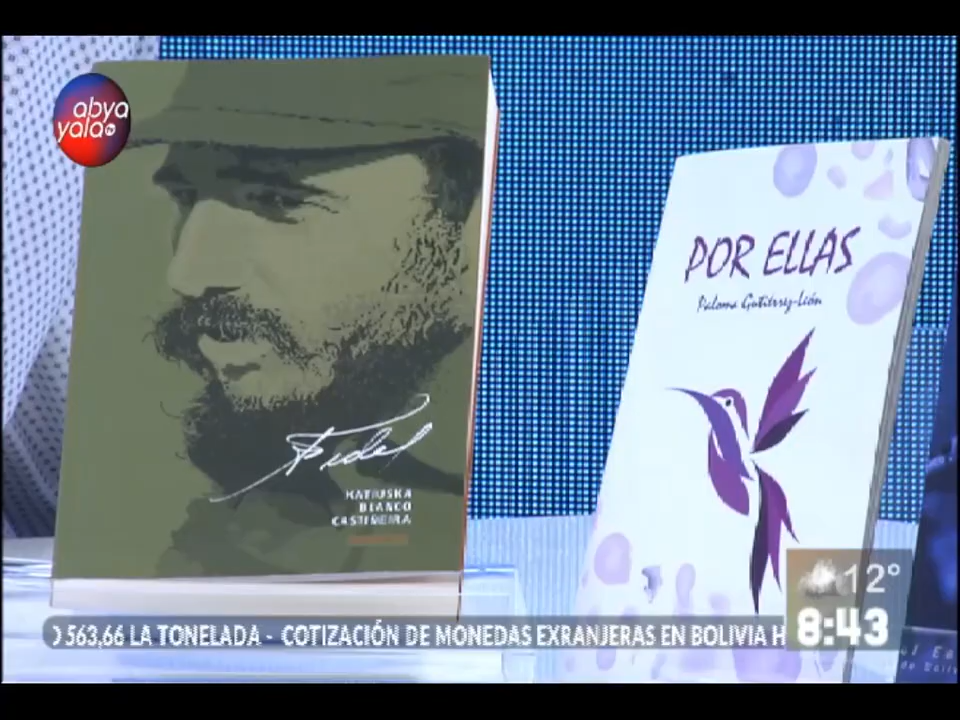 abya
yala tv
Fidel
KATIUSKA
BLANCO
CASTIÑEIRA
POR ELLAS
Paloma Gutiérrez-León
12°
8:43
O 563,66 LA TONELADA - COTIZACIÓN DE MONEDAS EXRANJERAS EN BOLIVIA H